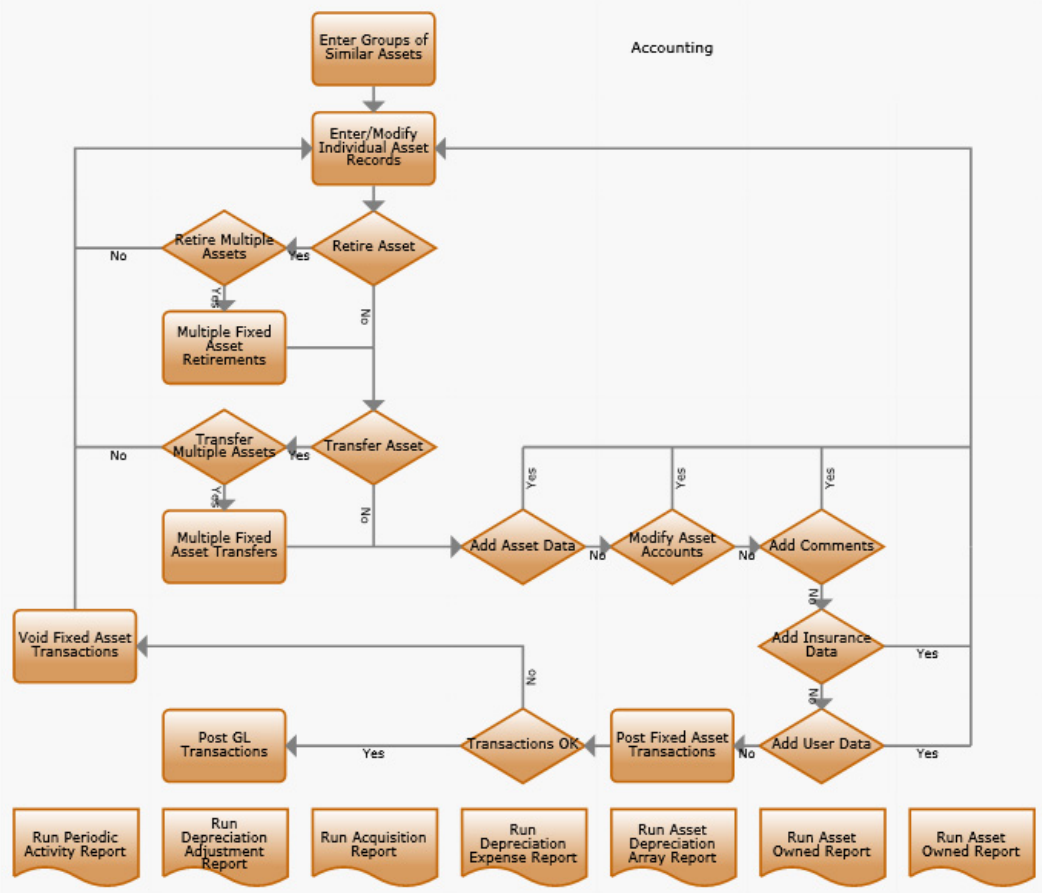 Enter Groups of
Similar Assets
Accounting
Enter/Modify
Individual Asset
Records
Retire Multiple
Assets
Retire Asset
No
Yes
Yes
No
Multiple Fixed
Asset
Retirements
Transfer
Multiple Assets
Transfer Asset
No
Yes
Yes
No
Yes
Yes
Yes
Multiple Fixed
Asset Transfers
Add Asset Data
No
Modify Asset
Accounts
No
Add Comments
No
Void Fixed Asset
Transactions
Add Insurance
Data
Yes
No
No
Post GL
Transactions
Yes
Transactions OK
Post Fixed Asset
Transactions
No
Add User Data
Yes
Run Periodic
Activity Report
Run
Depreciation
Adjustment
Report
Run Acquisition
Report
Run
Depreciation
Expense Report
Run Asset
Depreciation
Array Report
Run Asset
Owned Report
Run Asset
Owned Report